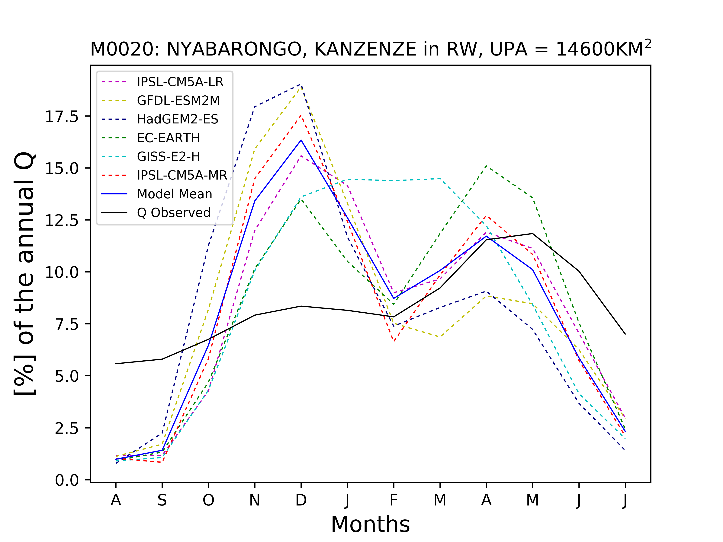 M0020: NYABARONGO, KANZENZE in RW, UPA = 14600KM²
IPSL-CM5A-LR
GFDL-ESM2M
HadGEM2-ES
EC-EARTH
GISS-E2-H
IPSL-CM5A-MR
Model Mean
Q Observed
[%] of the annual Q
17.5
15.0
12.5
10.0
7.5
5.0
2.5
0.0
A S O N D J F M A M J J
Months